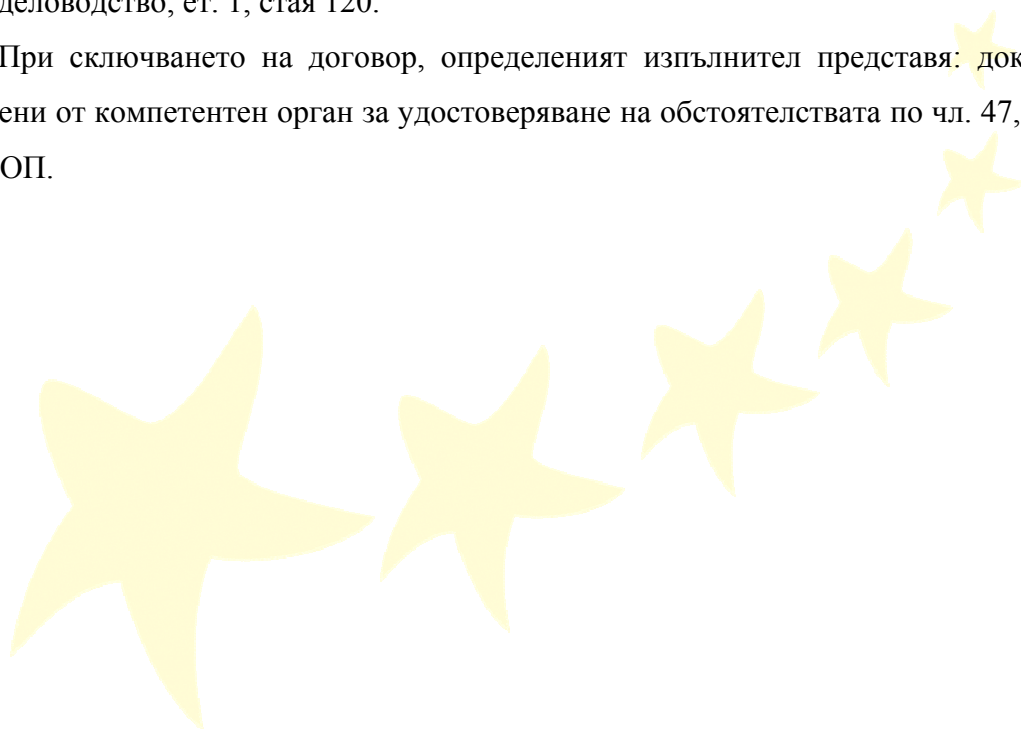 деловодство, ет. 1, стая 120.
При сключването на договор, определеният изпълнител представя: док
ени от компетентен орган за удостоверяване на обстоятелствата по чл. 47,
ОП.